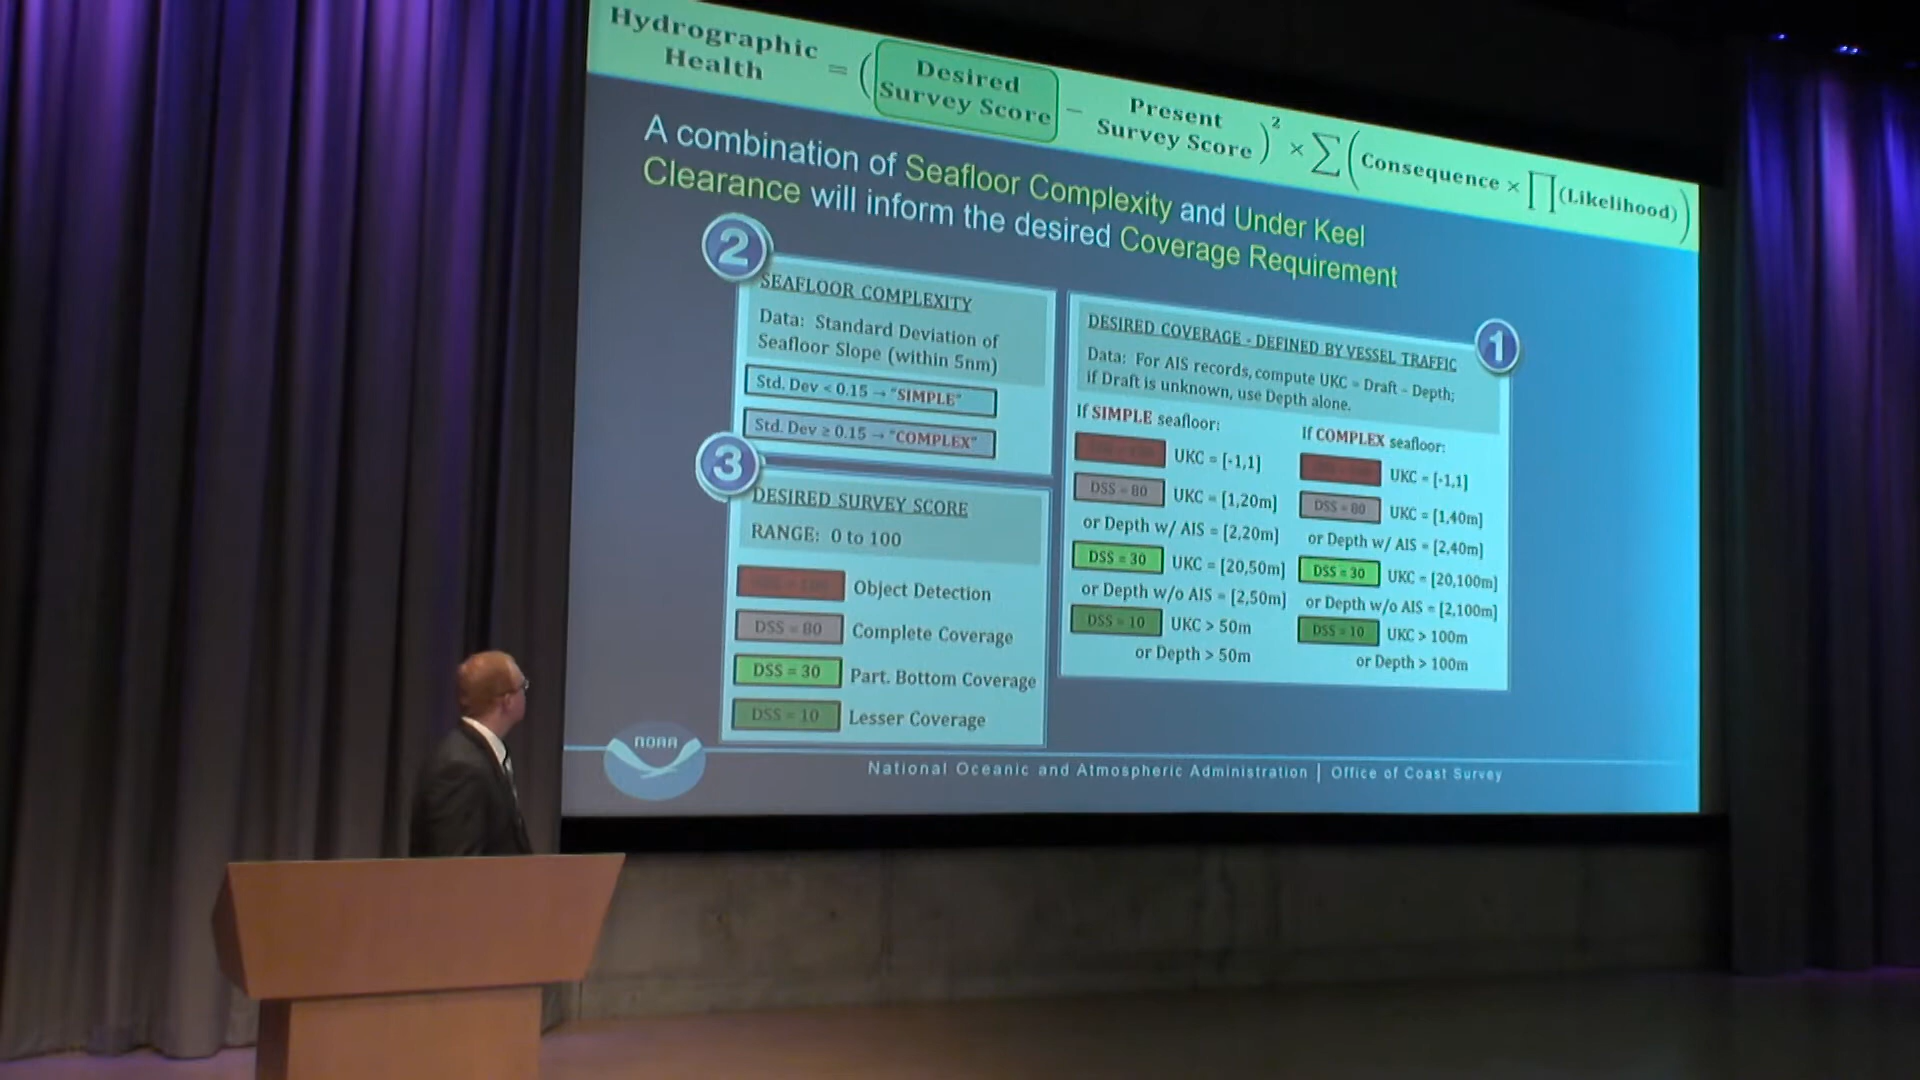 Hydrographic
Health
= ( Desired
Survey Score
− Present
Survey Score )² × ∑ ( Consequence × ∏ (Likelihood) )
A combination of Seafloor Complexity and Under Keel
Clearance will inform the desired Coverage Requirement
2
SEAFLOOR COMPLEXITY
Data: Standard Deviation of
Seafloor Slope (within 5nm)
Std. Dev < 0.15 → "SIMPLE"
Std. Dev ≥ 0.15 → "COMPLEX"
3
DESIRED SURVEY SCORE
RANGE: 0 to 100
Object Detection
DSS = 80 Complete Coverage
DSS = 30 Part. Bottom Coverage
DSS = 10 Lesser Coverage
1
DESIRED COVERAGE - DEFINED BY VESSEL TRAFFIC
Data: For AIS records, compute UKC = Draft - Depth;
if Draft is unknown, use Depth alone.
If SIMPLE seafloor:
UKC = [-1,1]
DSS = 80 UKC = [1,20m]
or Depth w/ AIS = [2,20m]
DSS = 30 UKC = [20,50m]
or Depth w/o AIS = [2,50m]
DSS = 10 UKC > 50m
or Depth > 50m
If COMPLEX seafloor:
UKC = [-1,1]
DSS = 80 UKC = [1,40m]
or Depth w/ AIS = [2,40m]
DSS = 30 UKC = [20,100m]
or Depth w/o AIS = [2,100m]
DSS = 10 UKC > 100m
or Depth > 100m
NOAA
National Oceanic and Atmospheric Administration | Office of Coast Survey